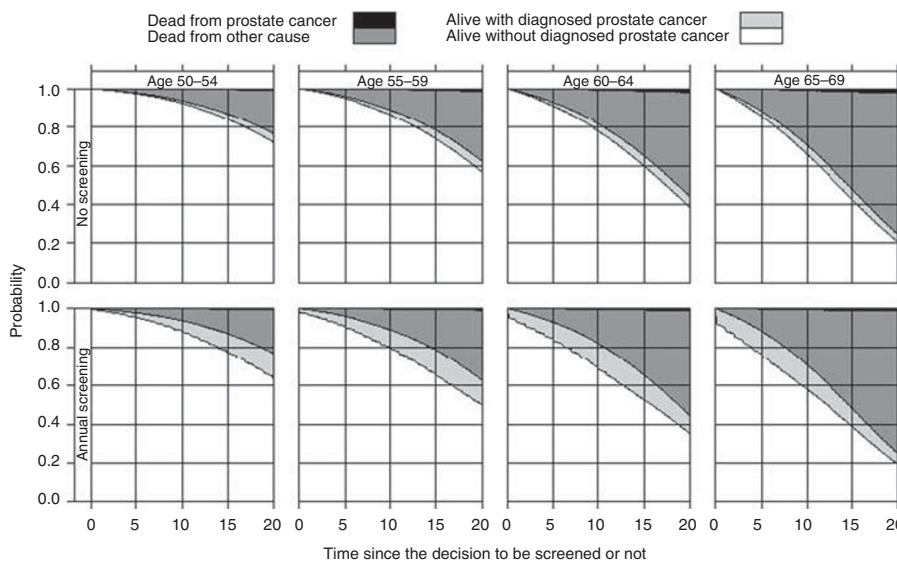 Dead from prostate cancer
Dead from other cause
Alive with diagnosed prostate cancer
Alive without diagnosed prostate cancer
Age 50–54 Age 55–59 Age 60–64 Age 65–69
1.0
0.8
0.6
0.4
0.2
0.0
No screening
Probability
1.0
0.8
0.6
0.4
0.2
0.0
Annual screening
0 5 10 15 20 0 5 10 15 20 0 5 10 15 20 0 5 10 15 20
Time since the decision to be screened or not